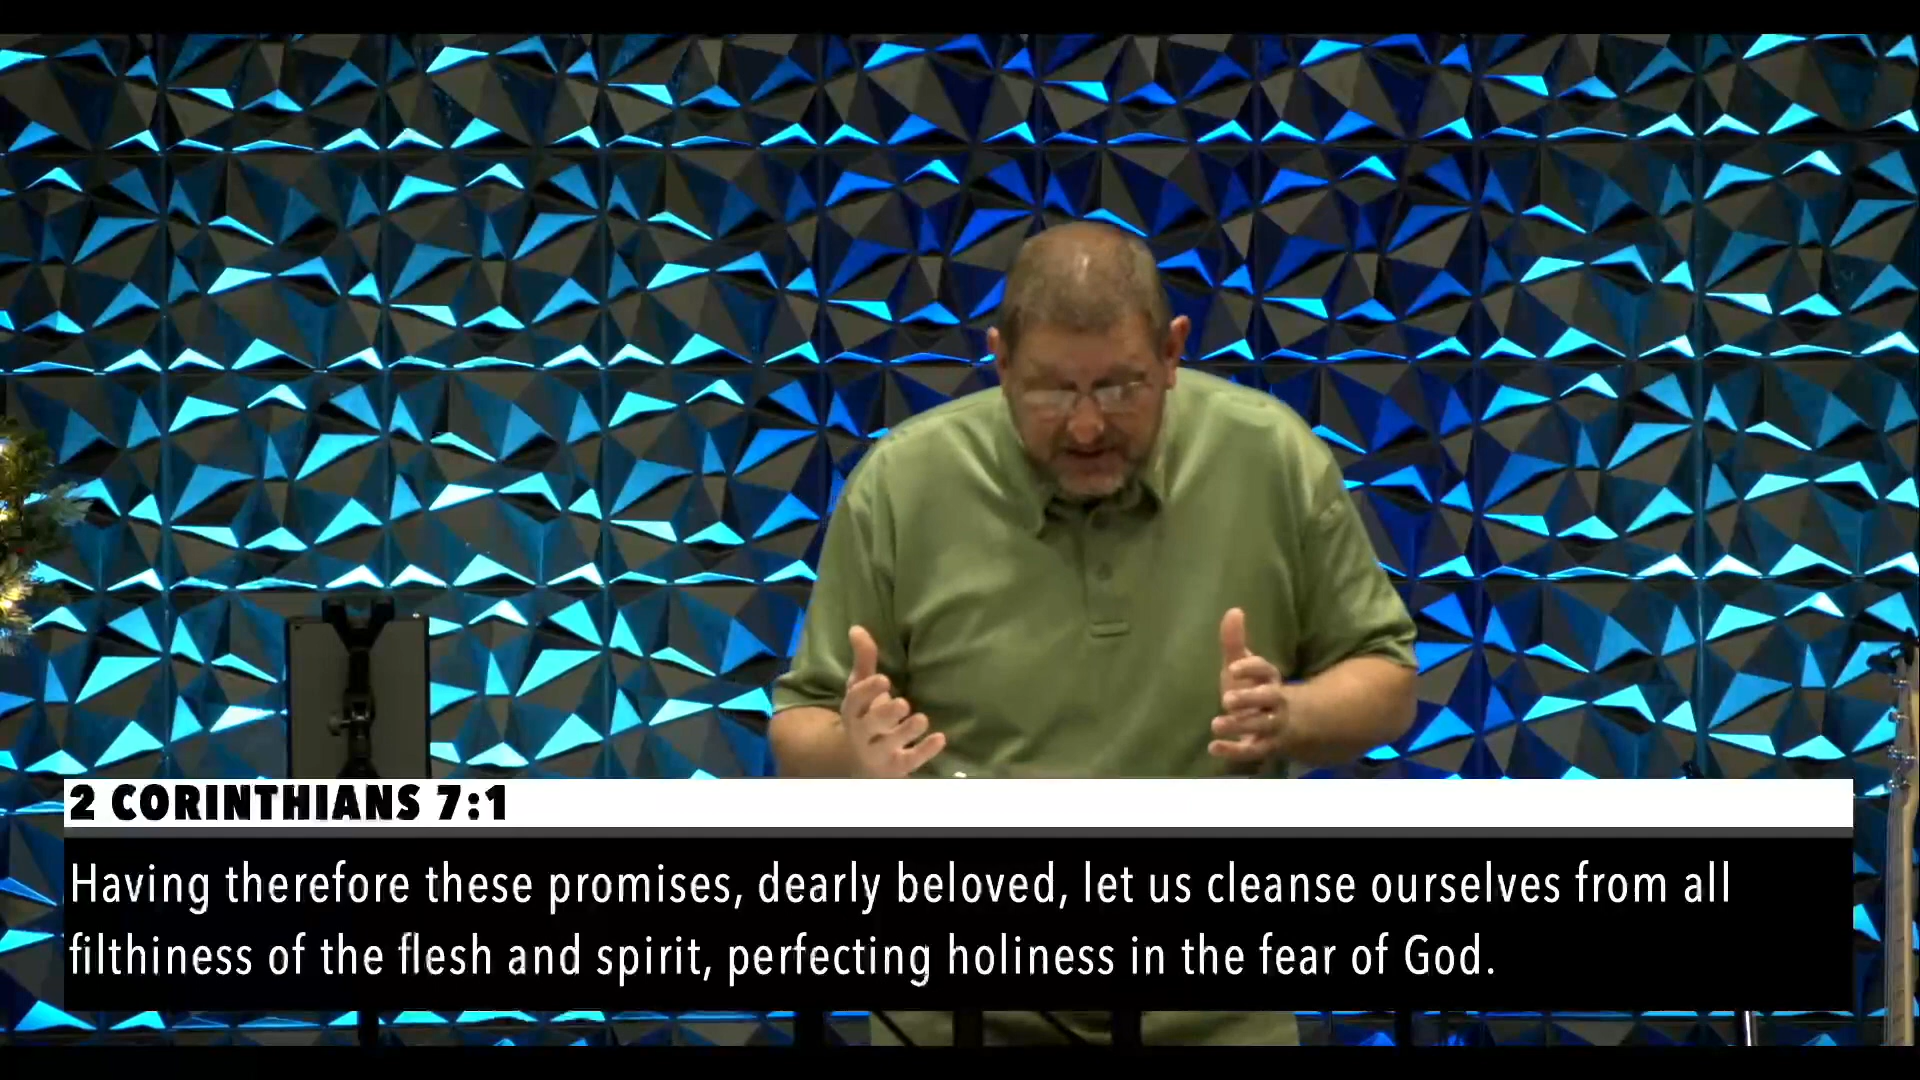 2 CORINTHIANS 7:1
Having therefore these promises, dearly beloved, let us cleanse ourselves from all
filthiness of the flesh and spirit, perfecting holiness in the fear of God.